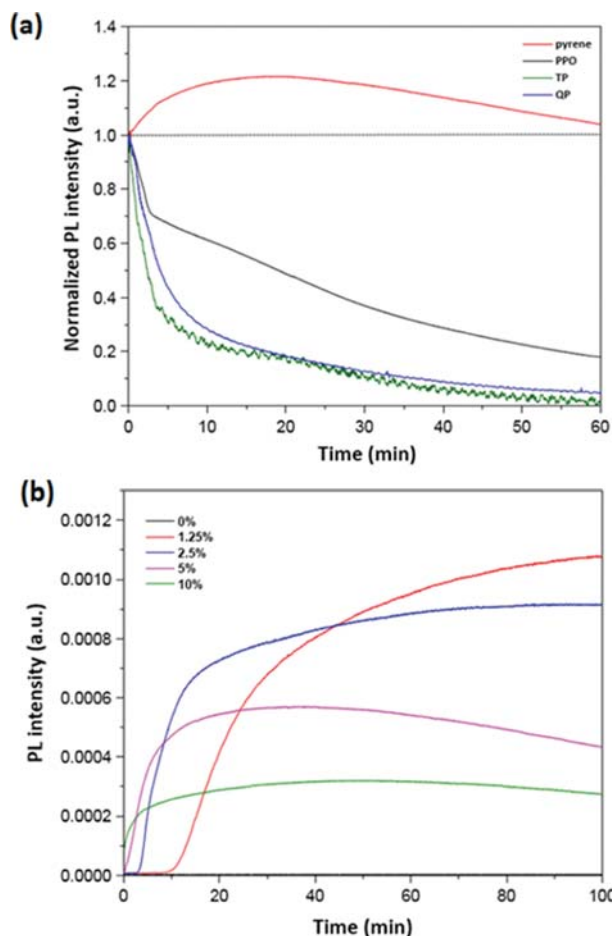 (a)
Normalized PL intensity (a.u.)
1.4
1.2
1.0
0.8
0.6
0.4
0.2
0.0
pyrene
PPO
TP
QP
0 10 20 30 40 50 60
Time (min)
(b)
PL intensity (a.u.)
0.0012
0.0010
0.0008
0.0006
0.0004
0.0002
0.0000
0%
1.25%
2.5%
5%
10%
0 20 40 60 80 100
Time (min)